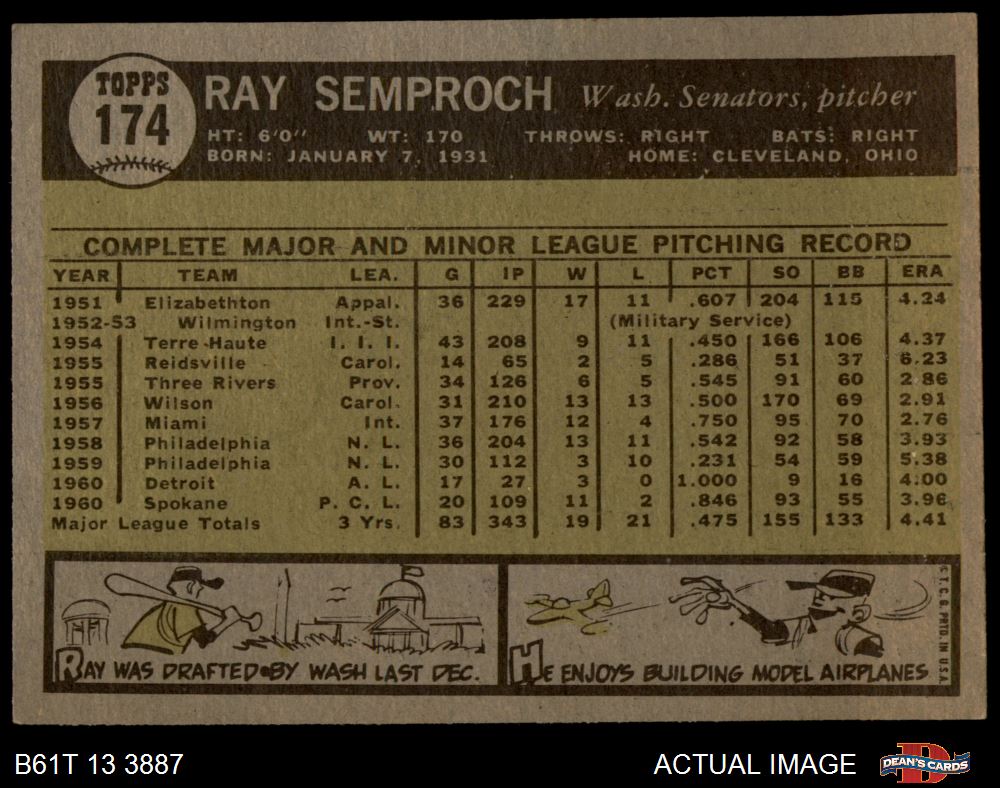 TOPPS
174
RAY SEMPROCH Wash. Senators, pitcher
HT: 6'0" WT: 170 THROWS: RIGHT BATS: RIGHT
BORN: JANUARY 7, 1931 HOME: CLEVELAND, OHIO
COMPLETE MAJOR AND MINOR LEAGUE PITCHING RECORD
YEAR TEAM LEA. G IP W L PCT SO BB ERA
1951 Elizabethton Appal. 36 229 17 11 .607 204 115 4.24
1952-53 Wilmington Int.-St. (Military Service)
1954 Terre Haute I. I. I. 43 208 9 11 .450 166 106 4.37
1955 Reidsville Carol. 14 65 2 5 .286 51 37 6.23
1955 Three Rivers Prov. 34 126 6 5 .545 91 60 2.86
1956 Wilson Carol. 31 210 13 13 .500 170 69 2.91
1957 Miami Int. 37 176 12 4 .750 95 70 2.76
1958 Philadelphia N. L. 36 204 13 11 .542 92 58 3.93
1959 Philadelphia N. L. 30 112 3 10 .231 54 59 5.38
1960 Detroit A. L. 17 27 3 0 1.000 9 16 4.00
1960 Spokane P. C. L. 20 109 11 2 .846 93 55 3.96
Major League Totals 3 Yrs. 83 343 19 21 .475 155 133 4.41
RAY WAS DRAFTED BY WASH LAST DEC.
HE ENJOYS BUILDING MODEL AIRPLANES
© T. C. G. PRTD. IN U.S.A.
B61T 13 3887
ACTUAL IMAGE
D
DEAN'S CARDS